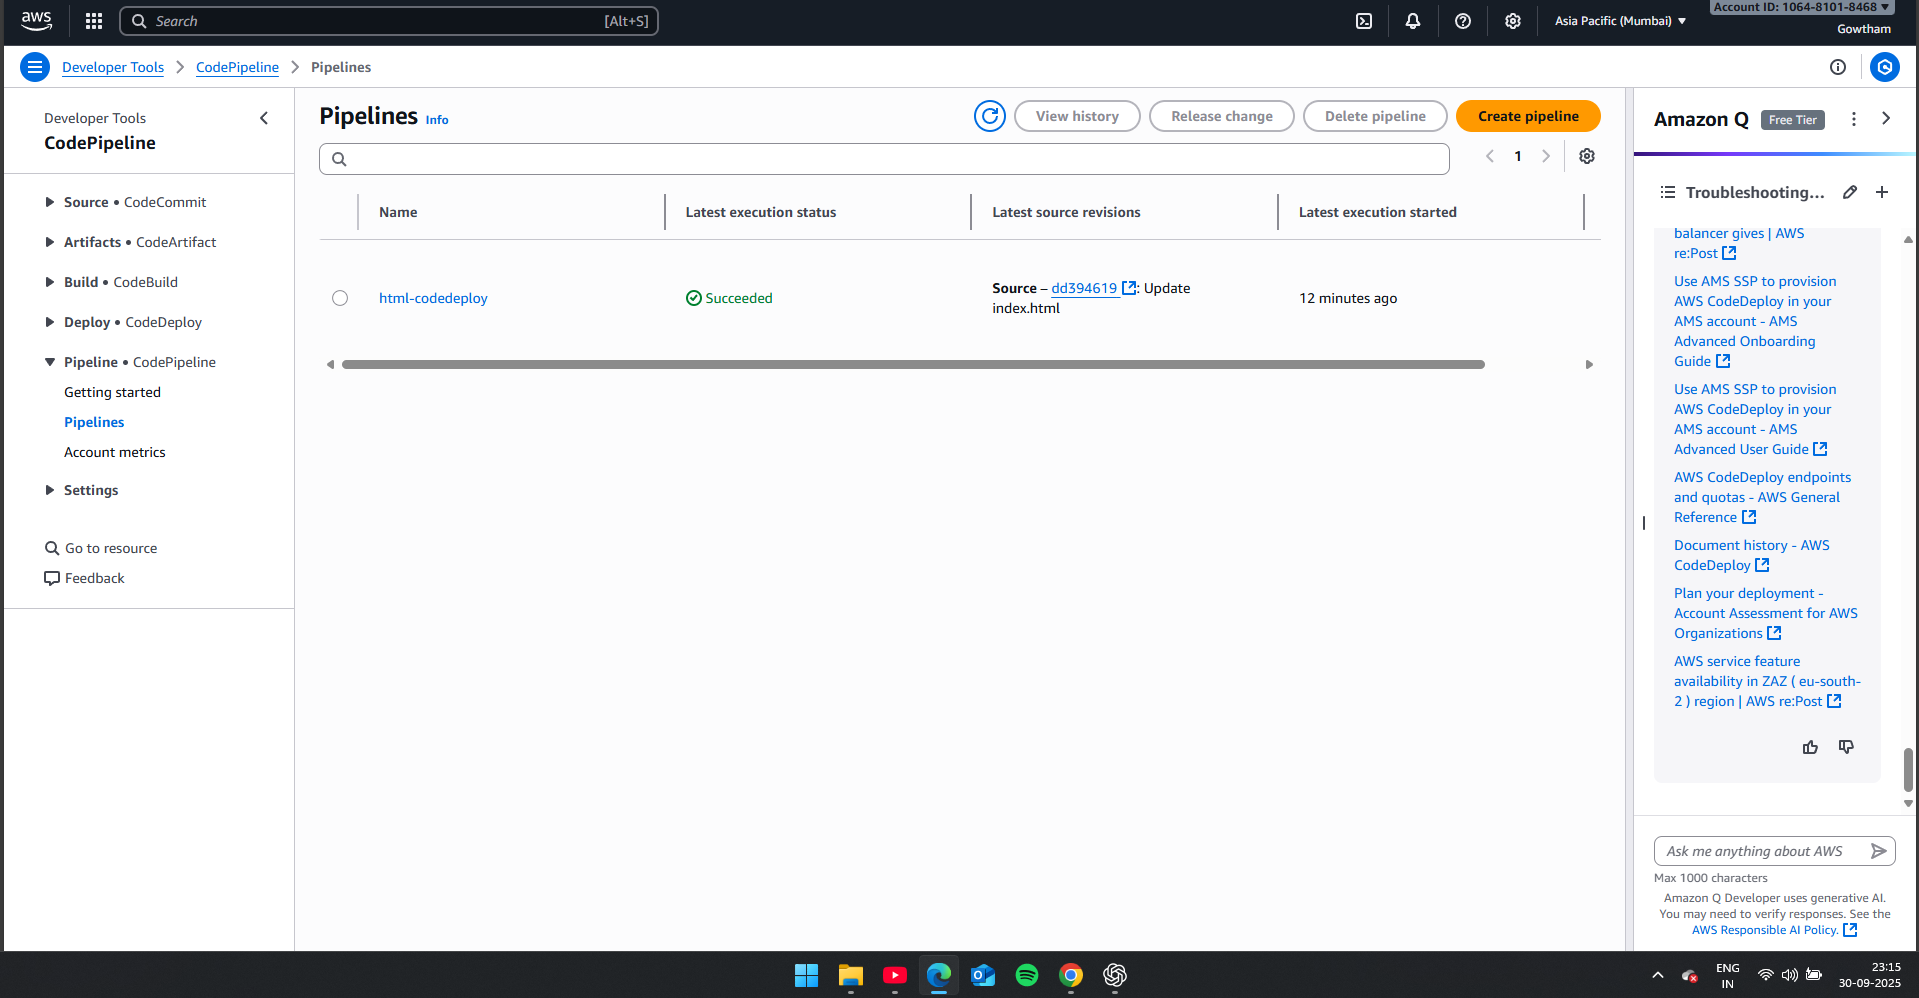 aws
Search
[Alt+S]
Asia Pacific (Mumbai)
Account ID: 1064-8101-8468
Gowtham
Developer Tools
CodePipeline
Pipelines
Developer Tools
CodePipeline
Source • CodeCommit
Artifacts • CodeArtifact
Build • CodeBuild
Deploy • CodeDeploy
Pipeline • CodePipeline
Getting started
Pipelines
Account metrics
Settings
Go to resource
Feedback
Pipelines Info
View history
Release change
Delete pipeline
Create pipeline
1
Name
Latest execution status
Latest source revisions
Latest execution started
html-codedeploy
Succeeded
Source – dd394619 : Update
index.html
12 minutes ago
Amazon Q
Free Tier
Troubleshooting...
balancer gives | AWS
re:Post
Use AMS SSP to provision
AWS CodeDeploy in your
AMS account - AMS
Advanced Onboarding
Guide
Use AMS SSP to provision
AWS CodeDeploy in your
AMS account - AMS
Advanced User Guide
AWS CodeDeploy endpoints
and quotas - AWS General
Reference
Document history - AWS
CodeDeploy
Plan your deployment -
Account Assessment for AWS
Organizations
AWS service feature
availability in ZAZ ( eu-south-
2 ) region | AWS re:Post
Ask me anything about AWS
Max 1000 characters
Amazon Q Developer uses generative AI.
You may need to verify responses. See the
AWS Responsible AI Policy.
ENG
IN
23:15
30-09-2025